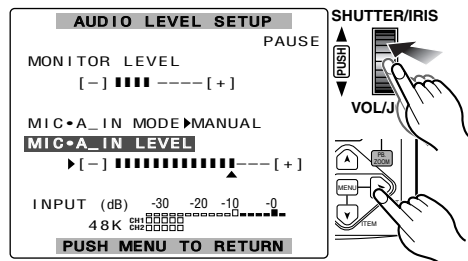 AUDIO LEVEL SETUP
PAUSE
MONITOR LEVEL
[–] ▮▮▮▮ ––––[+]
MIC•A_IN MODE▶MANUAL
MIC•A_IN LEVEL
▶[–] ▮▮▮▮▮▮▮▮▮▮▮▮▮–––[+]
INPUT (dB) -30 -20 -10 -0
48K CH1
CH2
PUSH MENU TO RETURN
SHUTTER/IRIS
PUSH
VOL/J
PB.
ZOOM
MENU
ITEM